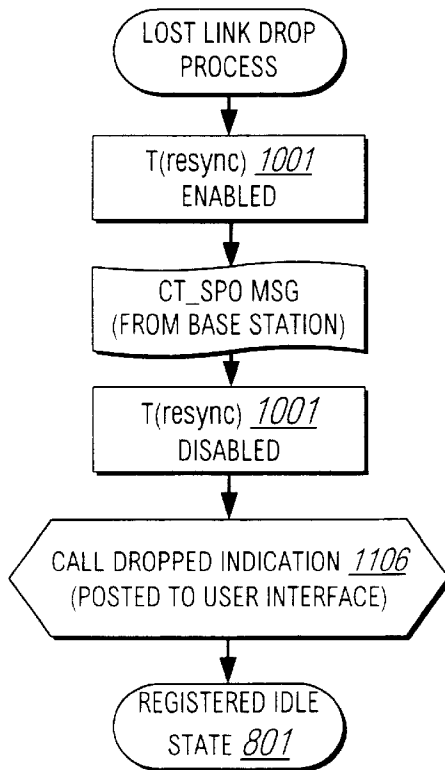 LOST LINK DROP
PROCESS
T(resync) 1001
ENABLED
CT_SPO MSG
(FROM BASE STATION)
T(resync) 1001
DISABLED
CALL DROPPED INDICATION 1106
(POSTED TO USER INTERFACE)
REGISTERED IDLE
STATE 801